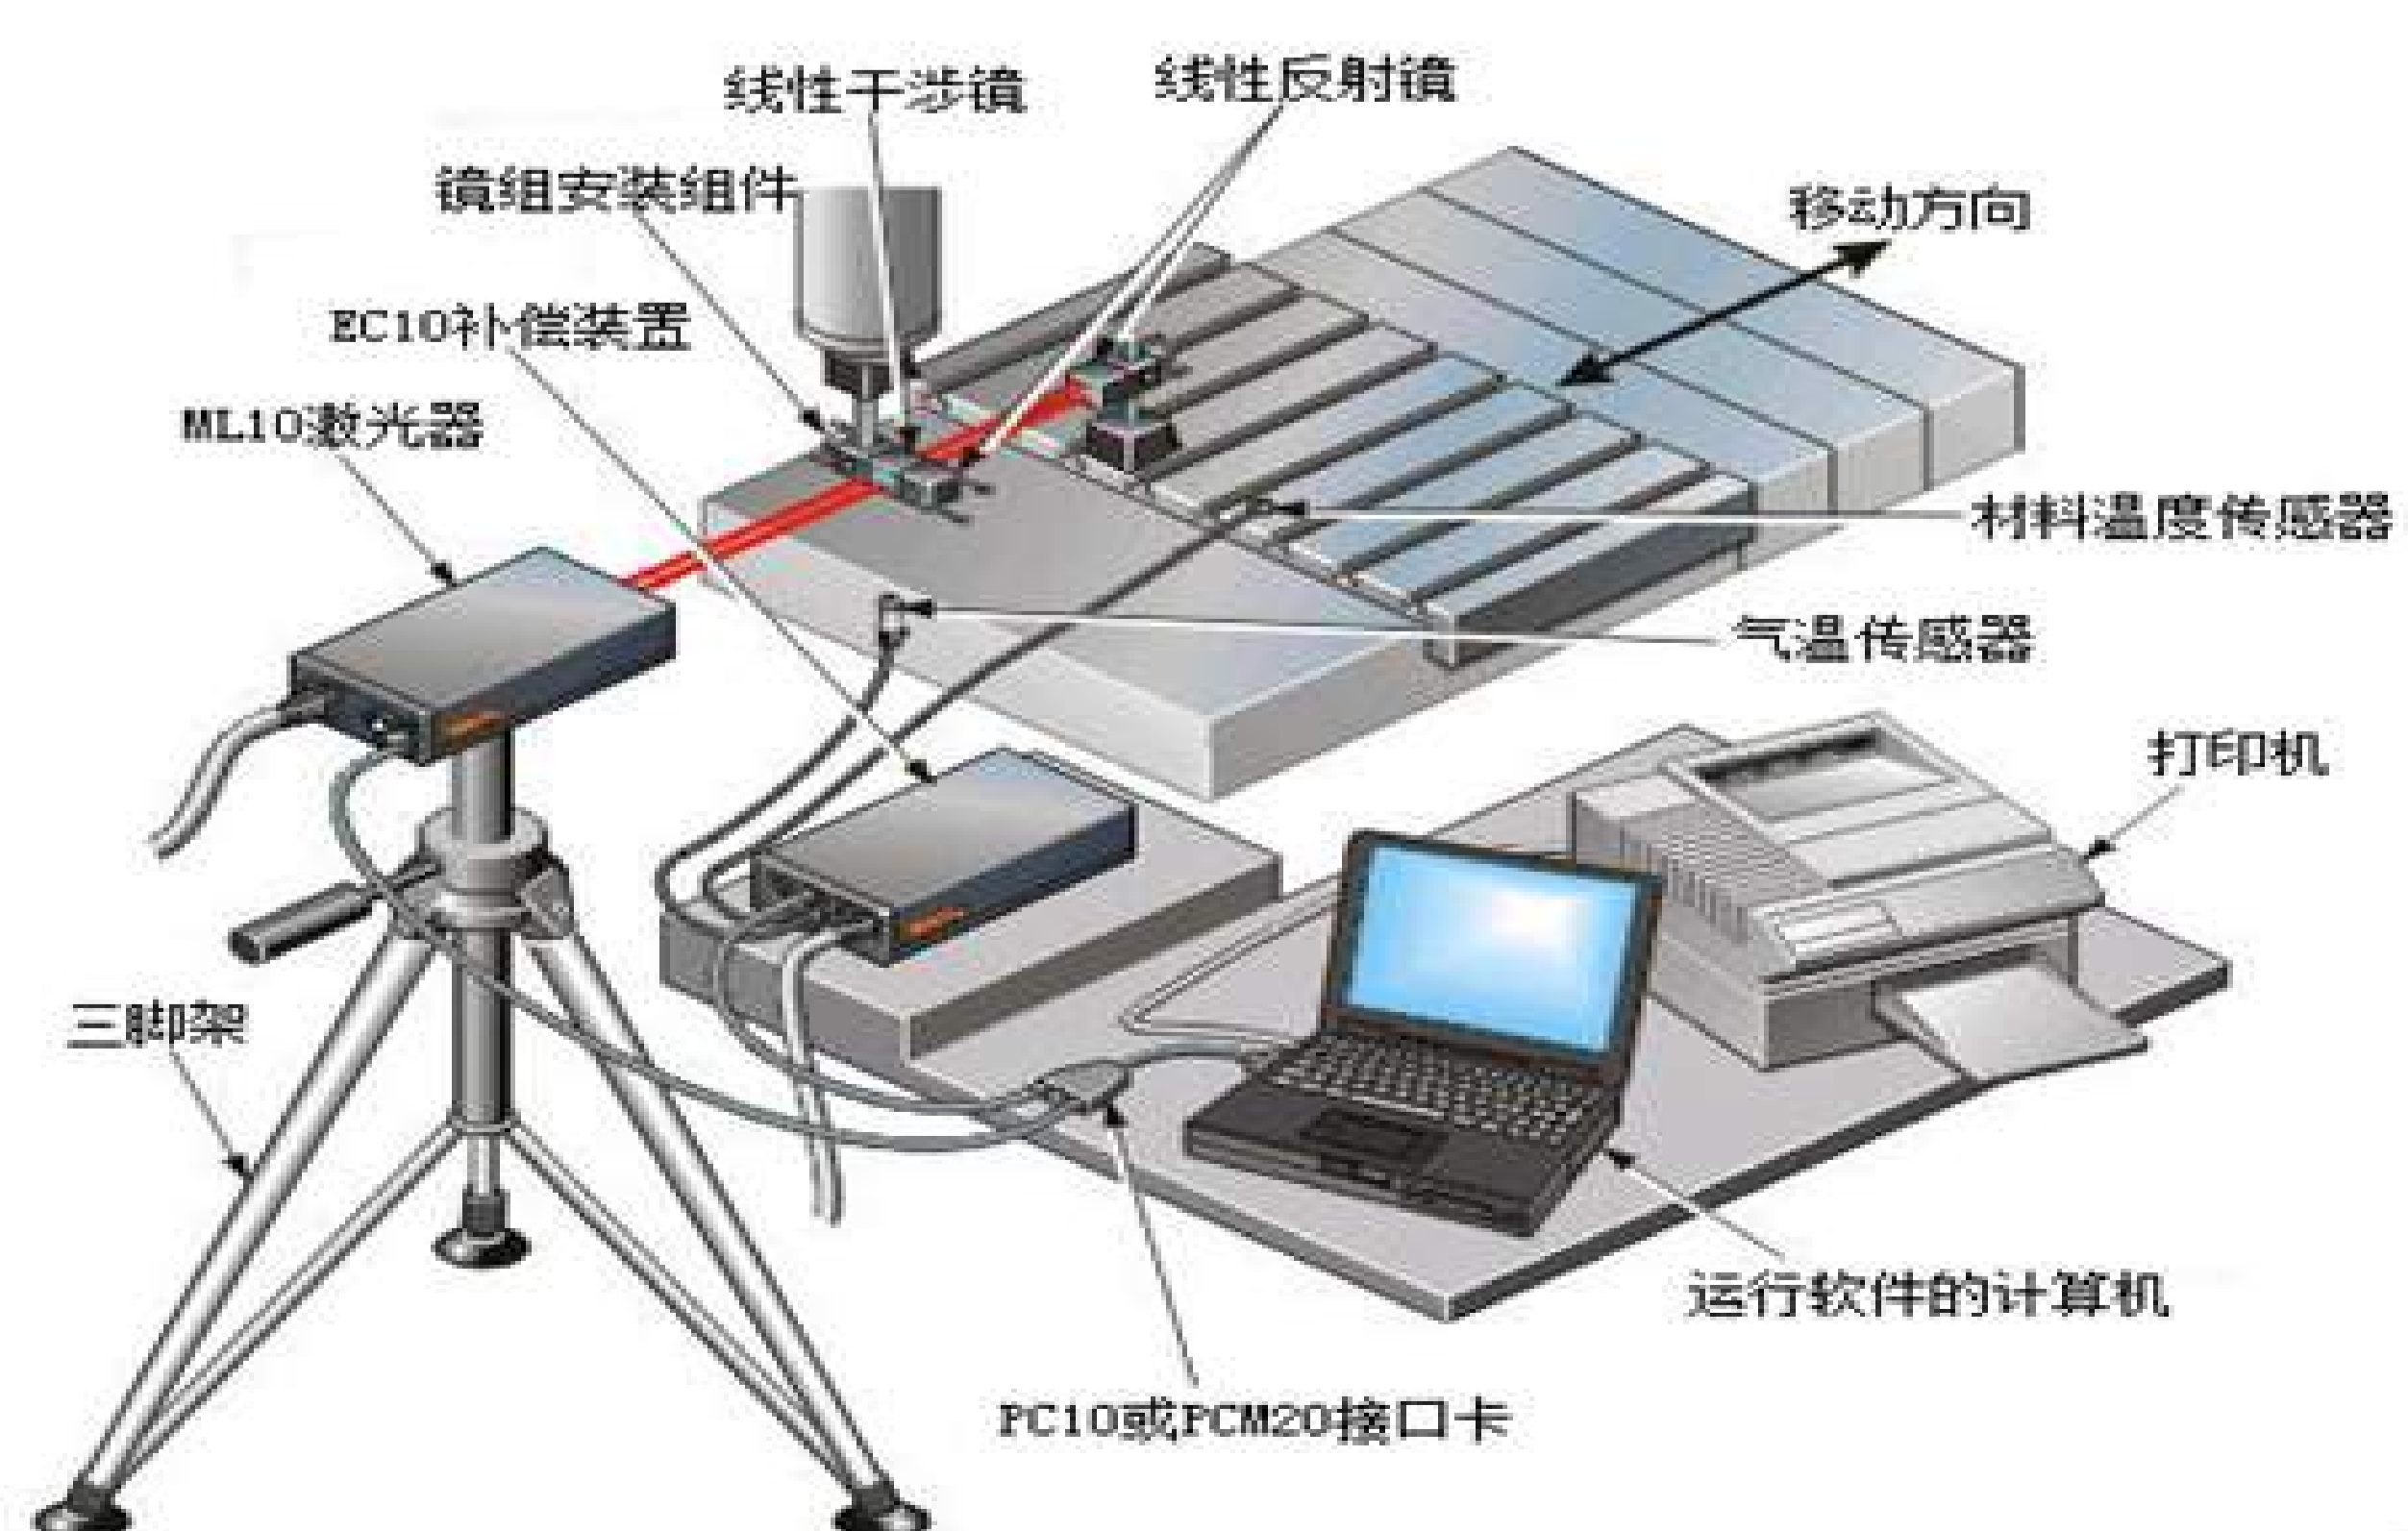 线性干涉镜
线性反射镜
镜组安装组件
移动方向
EC10补偿装置
ML10激光器
材料温度传感器
气温传感器
打印机
三脚架
运行软件的计算机
PC10或PCM20接口卡